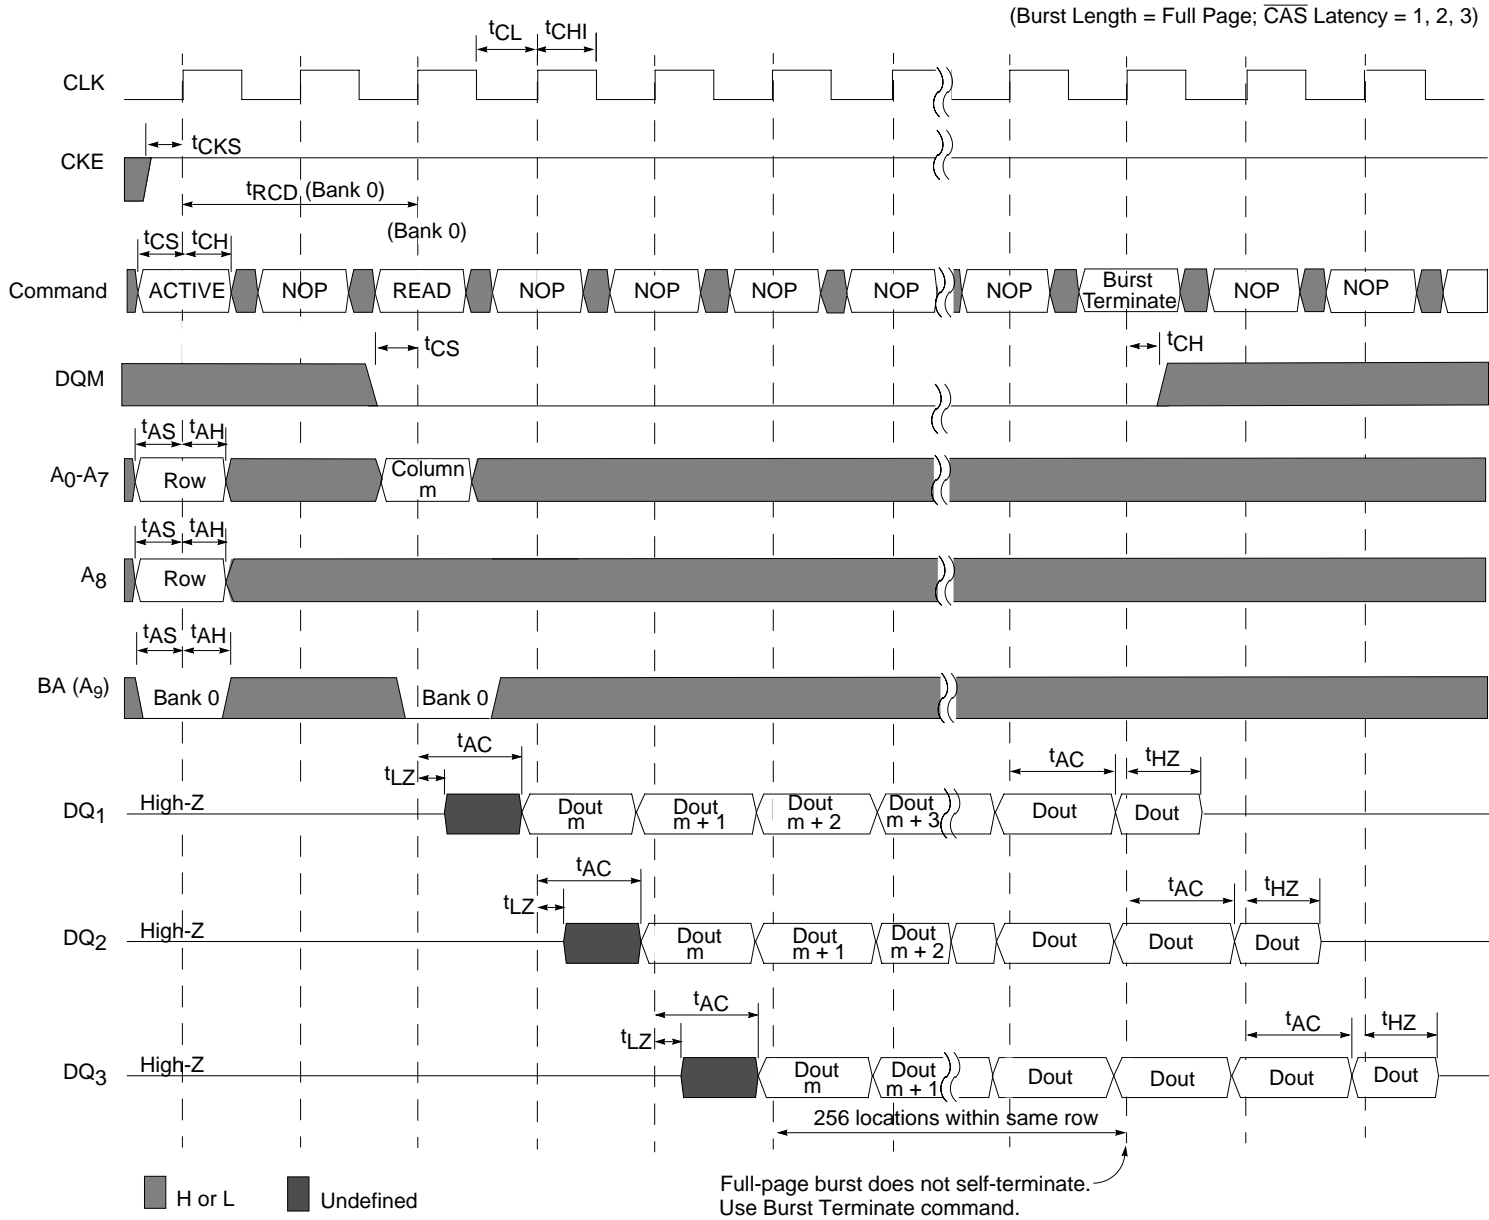 (Burst Length = Full Page; CAS Latency = 1, 2, 3)
tCL tCHI
CLK
tCKS
CKE
tRCD (Bank 0)
(Bank 0)
tCS tCH
Command ACTIVE NOP READ NOP NOP NOP NOP NOP Burst Terminate NOP NOP
tCS tCH
DQM
tAS tAH
A0-A7 Row Column m
tAS tAH
A8 Row
tAS tAH
BA (A9) Bank 0 Bank 0
tAC tAC tHZ
tLZ
DQ1 High-Z Dout m Dout m + 1 Dout m + 2 Dout m + 3 Dout Dout
tAC tAC tHZ
tLZ
DQ2 High-Z Dout m Dout m + 1 Dout m + 2 Dout Dout Dout
tAC tAC tHZ
tLZ
DQ3 High-Z Dout m Dout m + 1 Dout Dout Dout Dout
256 locations within same row
H or L Undefined
Full-page burst does not self-terminate.
Use Burst Terminate command.